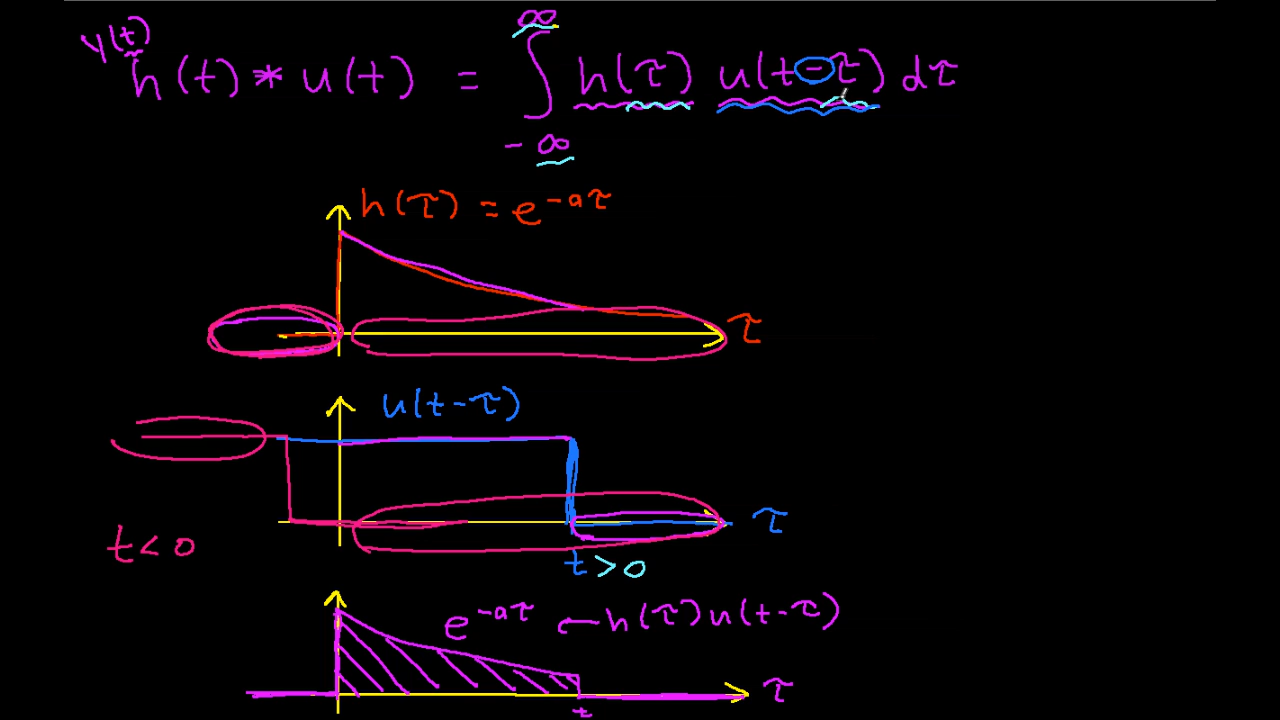 y(t)
h(t) * u(t) = ∫_{-∞}^{∞} h(τ) u(t-τ) dτ
h(τ) = e^{-aτ}
τ
u(t-τ)
τ
t < 0
t > 0
e^{-aτ} ← h(τ)u(t-τ)
τ
t